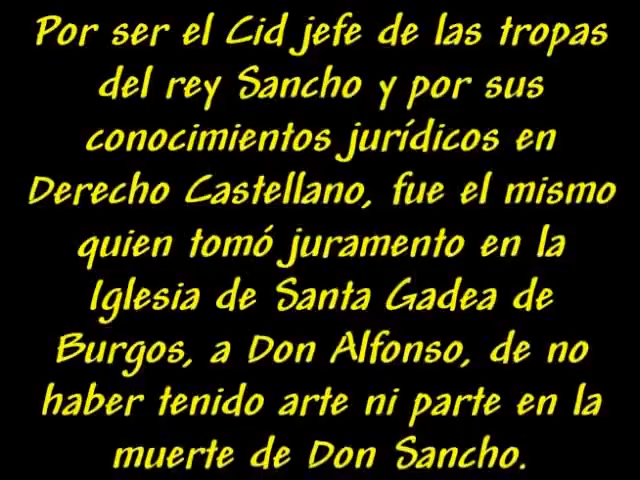 Por ser el Cid jefe de las tropas
del rey Sancho y por sus
conocimientos jurídicos en
Derecho Castellano, fue el mismo
quien tomó juramento en la
Iglesia de Santa Gadea de
Burgos, a Don Alfonso, de no
haber tenido arte ni parte en la
muerte de Don Sancho.